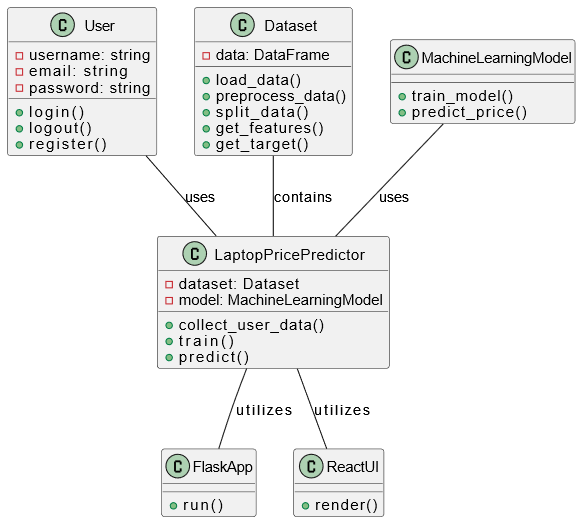 C User
username: string
email: string
password: string
login()
logout()
register()
C Dataset
data: DataFrame
load_data()
preprocess_data()
split_data()
get_features()
get_target()
C MachineLearningModel
train_model()
predict_price()
uses
contains
uses
C LaptopPricePredictor
dataset: Dataset
model: MachineLearningModel
collect_user_data()
train()
predict()
utilizes
utilizes
C FlaskApp
run()
C ReactUI
render()